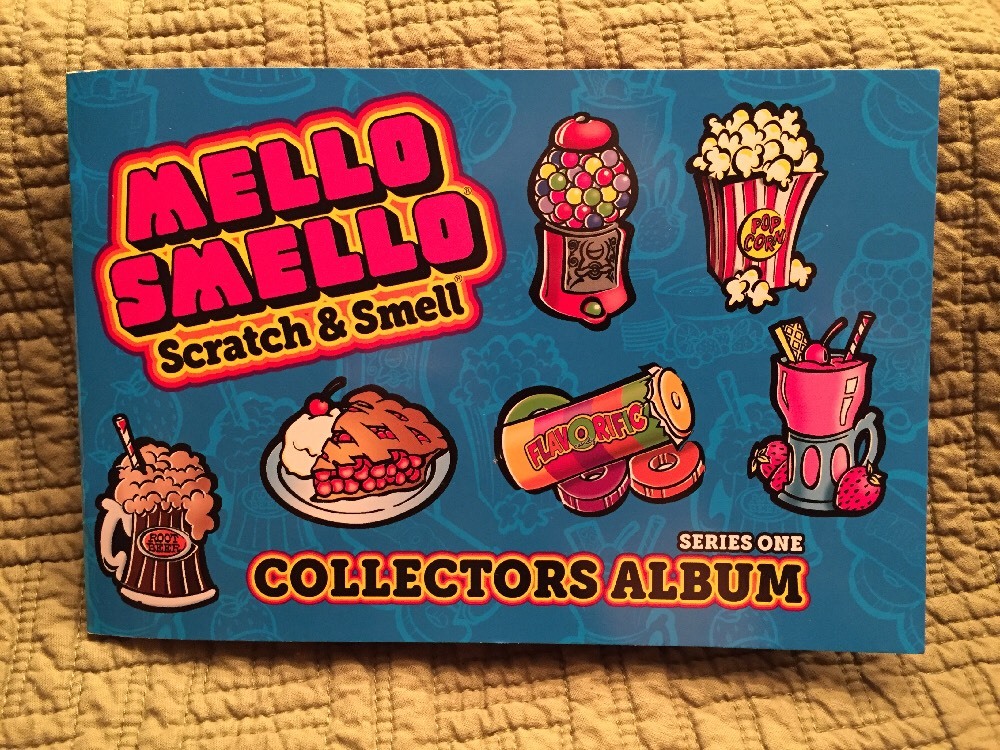 MELLO
SMELLO®
Scratch & Smell®
POP
CORN
FLAVORIFIC
ROOT
BEER
SERIES ONE
COLLECTORS ALBUM